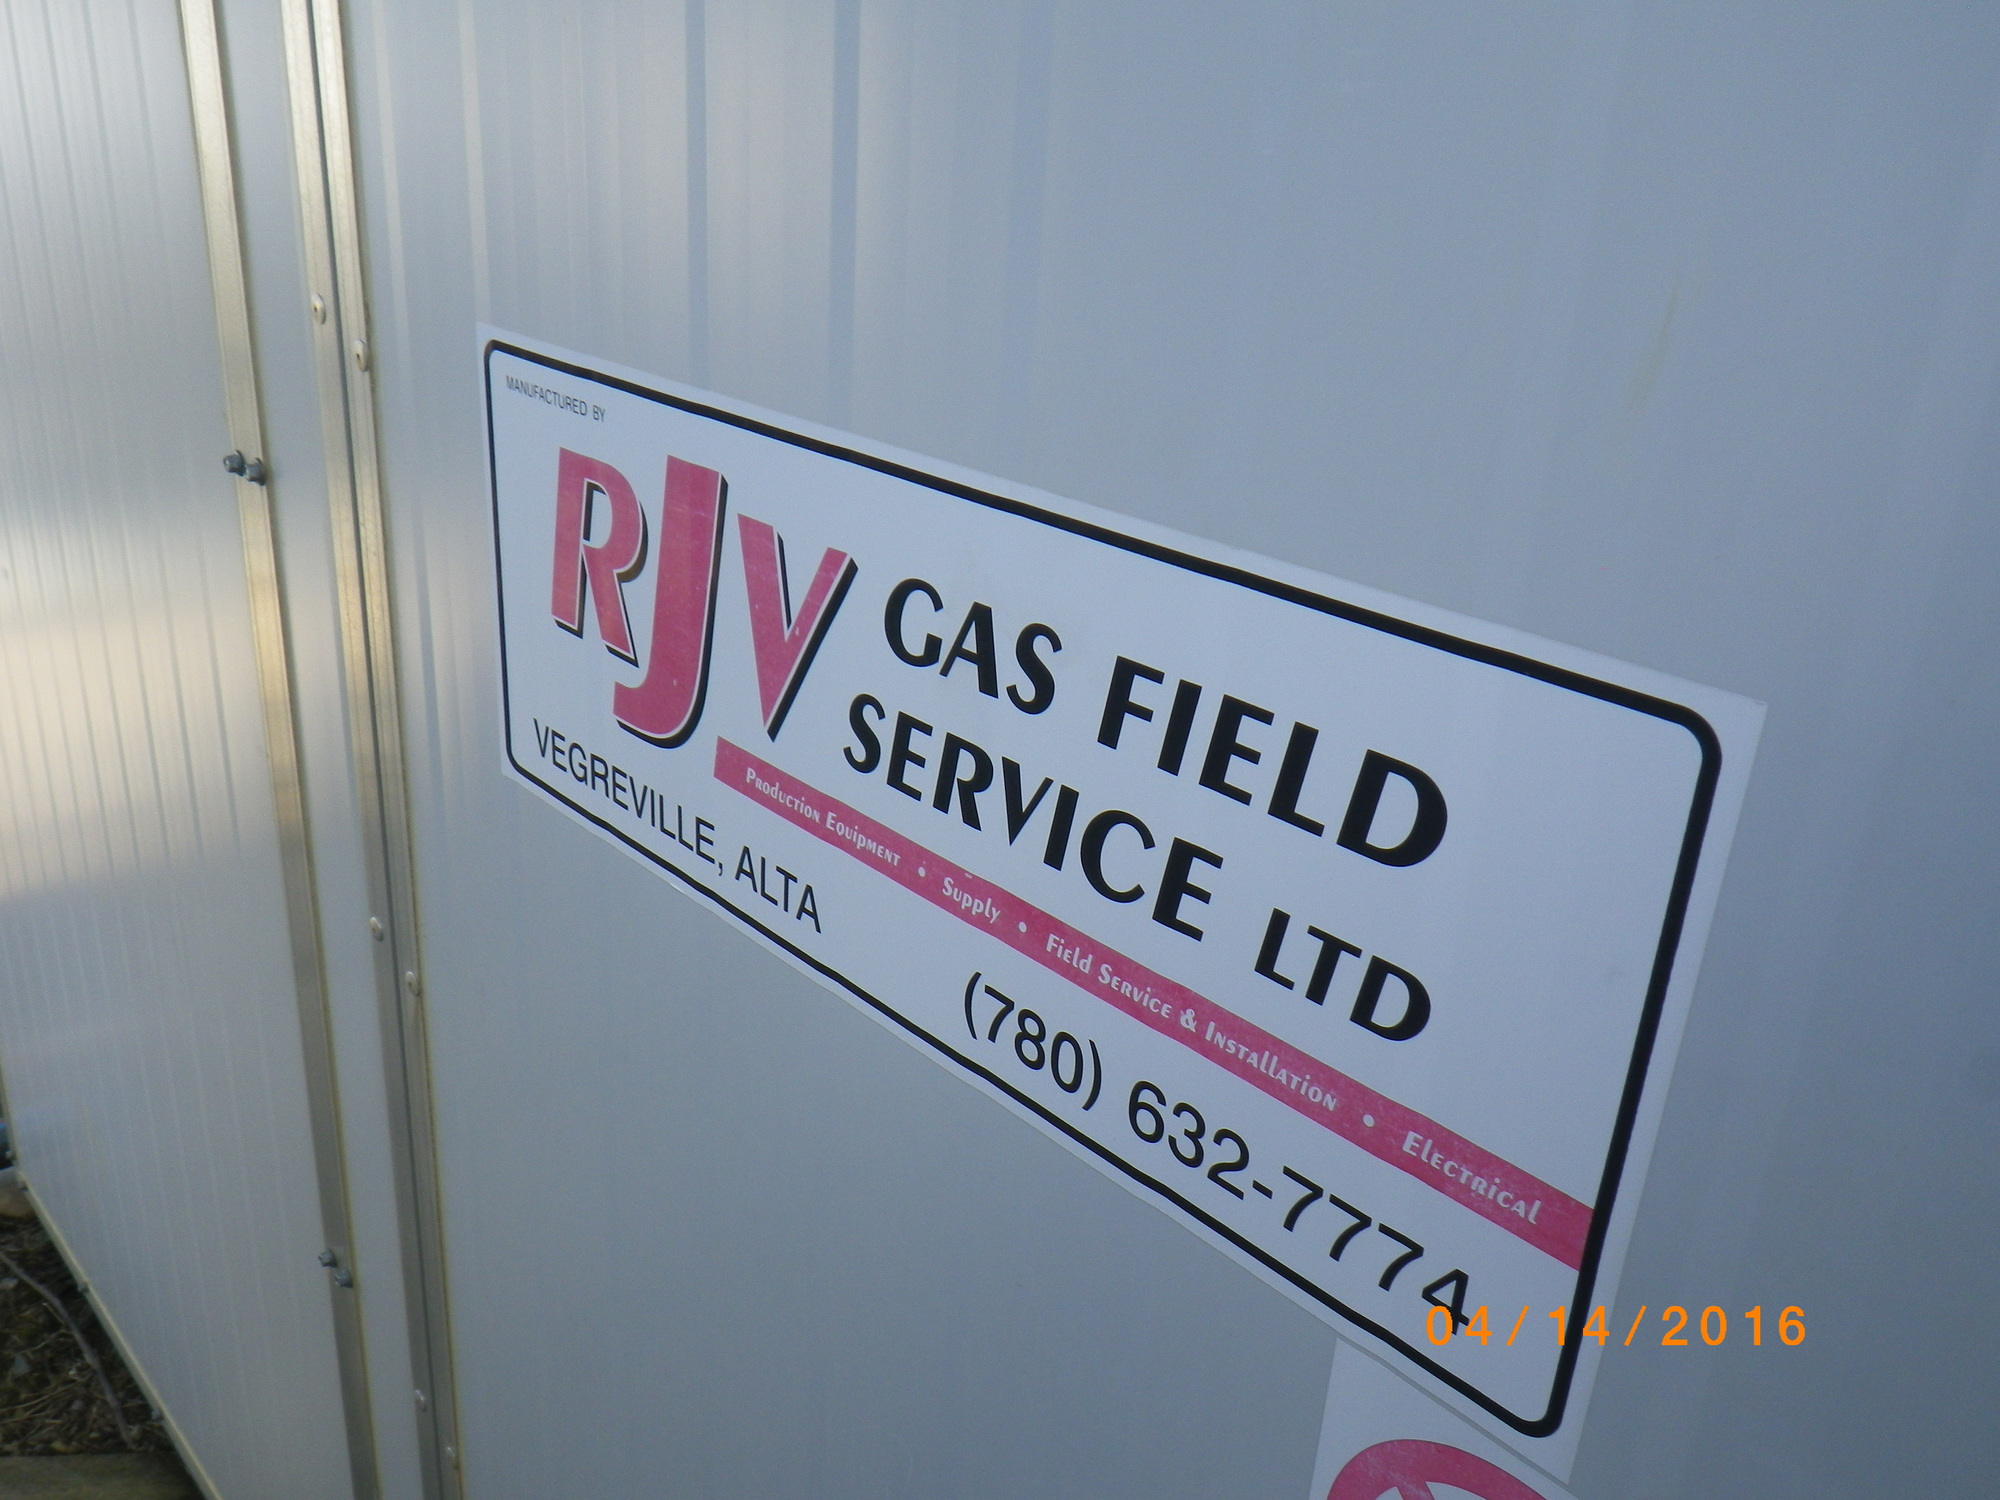 MANUFACTURED BY
RJV GAS FIELD
SERVICE LTD
Production Equipment • Supply • Field Service & Installation • Electrical
VEGREVILLE, ALTA
(780) 632-7774
04/14/2016